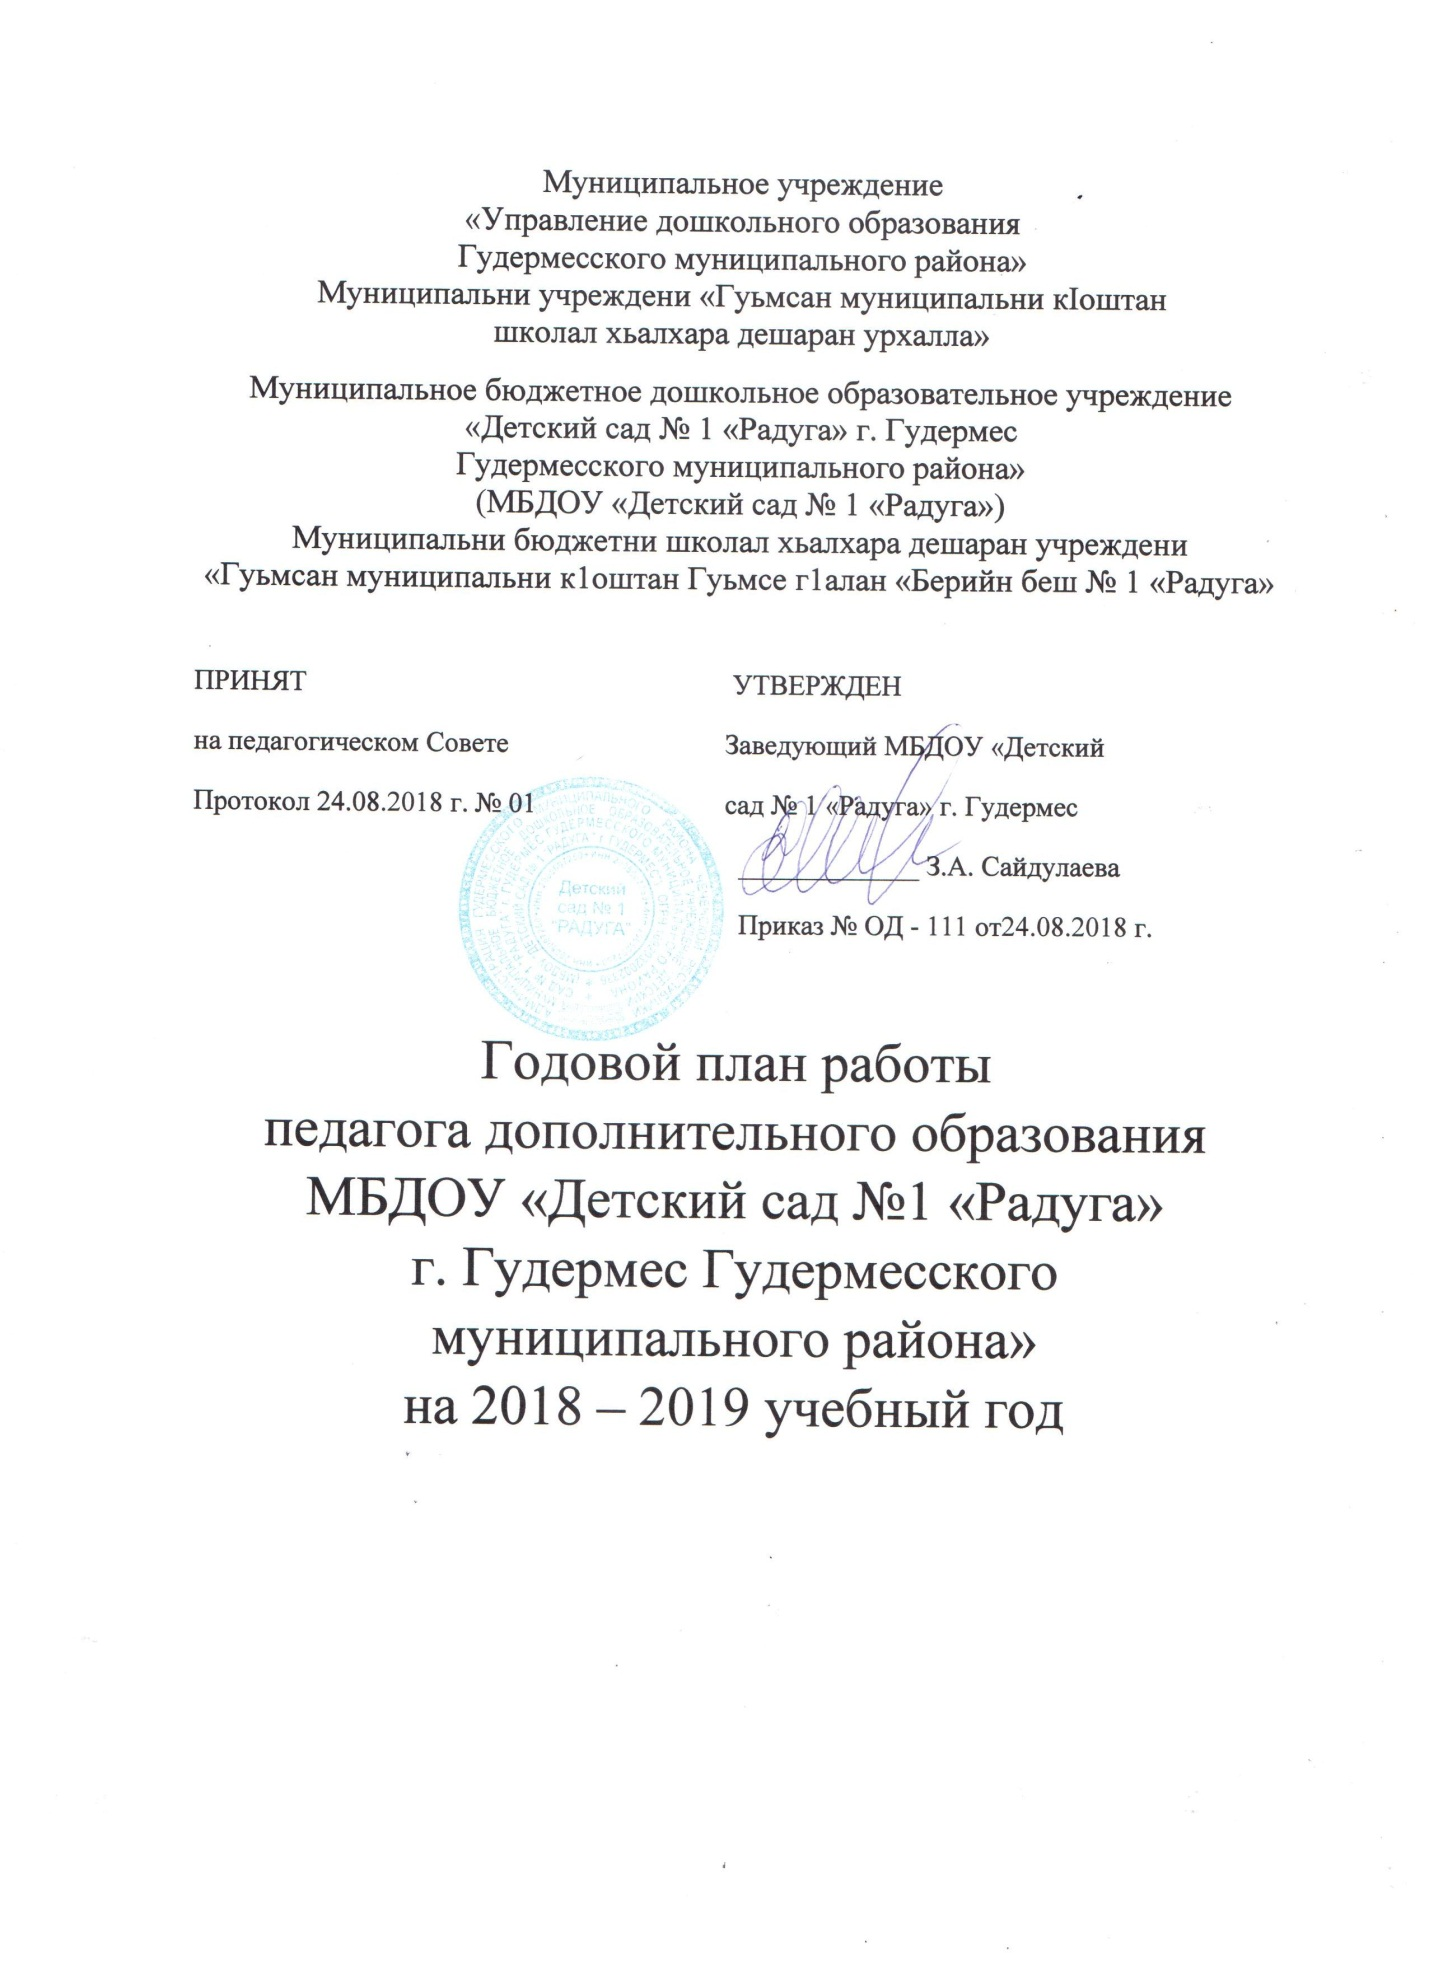 Муниципальное учреждение
«Управление дошкольного образования
Гудермесского муниципального района»
Муниципальни учреждени «Гуьмсан муниципальни кIоштан
школал хьалхара дешаран урхалла»
Муниципальное бюджетное дошкольное образовательное учреждение
«Детский сад № 1 «Радуга» г. Гудермес
Гудермесского муниципального района»
(МБДОУ «Детский сад № 1 «Радуга»)
Муниципальни бюджетни школал хьалхара дешаран учреждени
«Гуьмсан муниципальни к1оштан Гуьмсе г1алан «Берийн беш № 1 «Радуга»
ПРИНЯТ
на педагогическом Совете
Протокол 24.08.2018 г. № 01
УТВЕРЖДЕН
Заведующий МБДОУ «Детский
сад № 1 «Радуга» г. Гудермес
_____________ З.А. Сайдулаева
Приказ № ОД - 111 от24.08.2018 г.
Детский
сад № 1
"РАДУГА"
Годовой план работы
педагога дополнительного образования
МБДОУ «Детский сад №1 «Радуга»
г. Гудермес Гудермесского
муниципального района»
на 2018 – 2019 учебный год